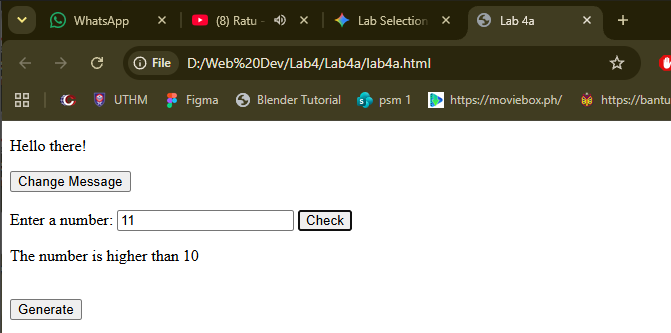 WhatsApp
(8) Ratu -
Lab Selection
Lab 4a
File D:/Web%20Dev/Lab4/Lab4a/lab4a.html
UTHM Figma Blender Tutorial psm 1 https://moviebox.ph/ https://bantu
Hello there!
Change Message
Enter a number: 11 Check
The number is higher than 10
Generate